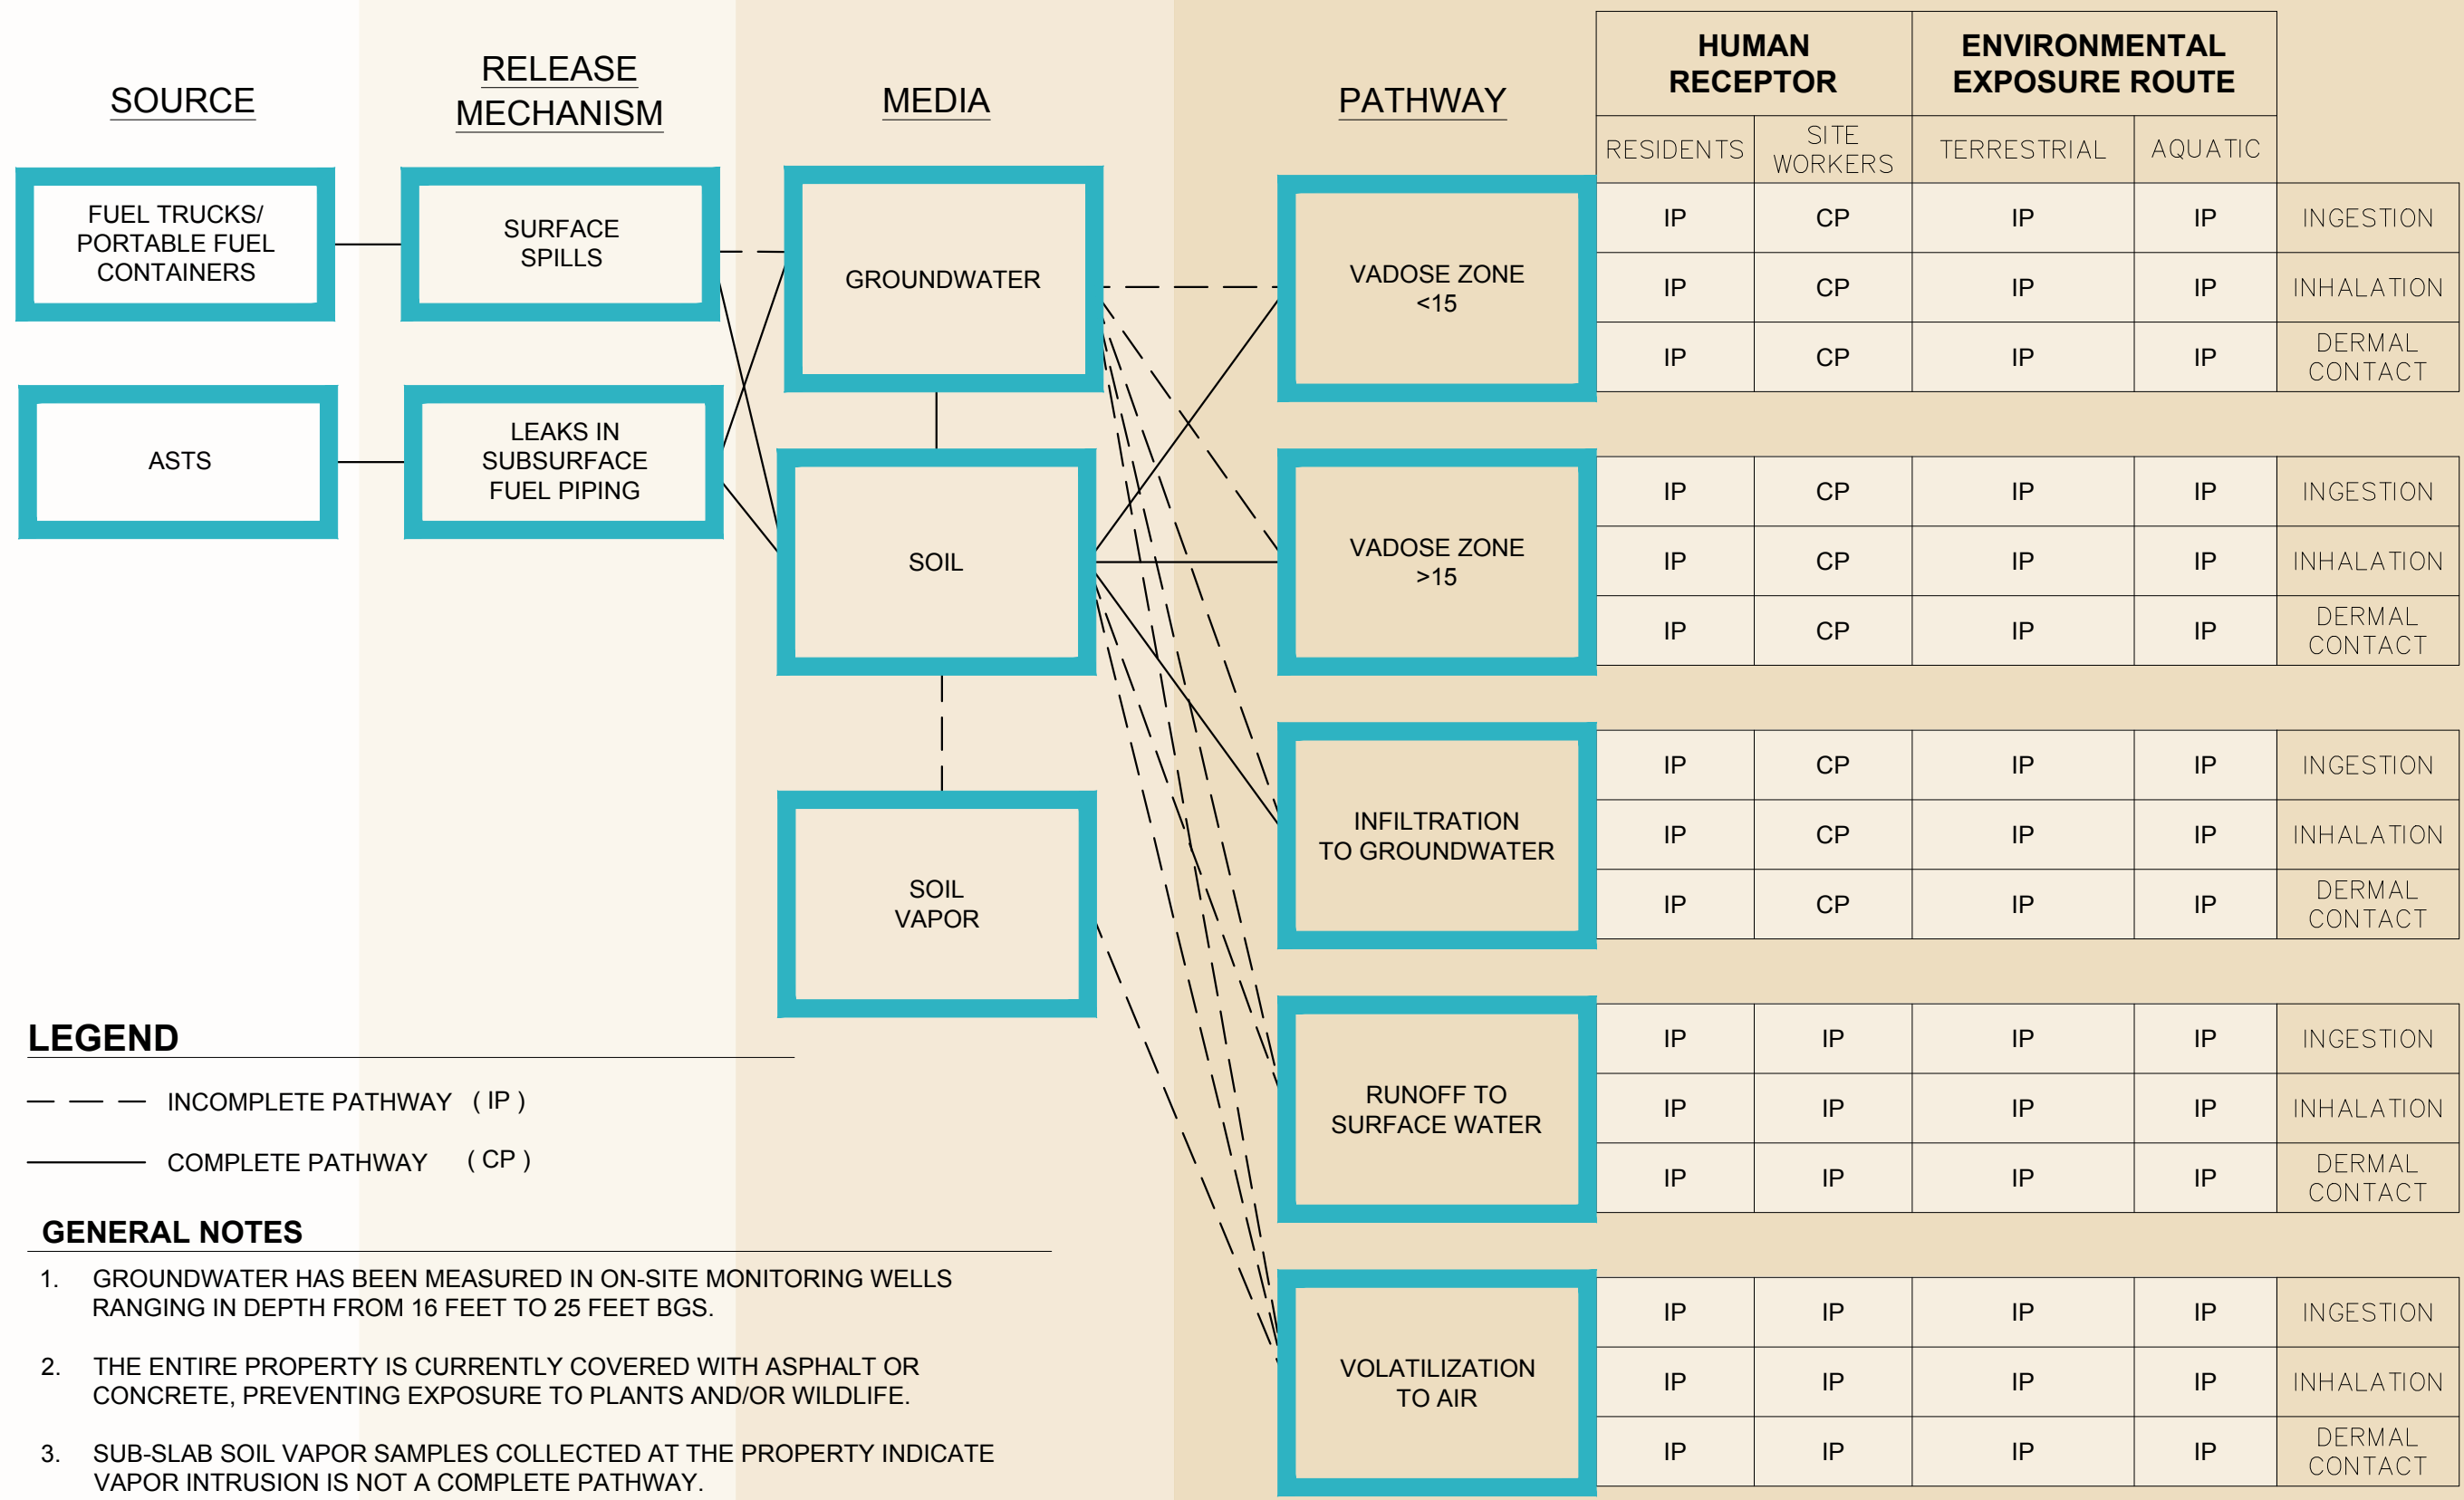 SOURCE
RELEASE
MECHANISM
MEDIA
PATHWAY
HUMAN
RECEPTOR
ENVIRONMENTAL
EXPOSURE ROUTE
RESIDENTS
SITE
WORKERS
TERRESTRIAL
AQUATIC
FUEL TRUCKS/
PORTABLE FUEL
CONTAINERS
SURFACE
SPILLS
ASTS
LEAKS IN
SUBSURFACE
FUEL PIPING
GROUNDWATER
SOIL
SOIL
VAPOR
VADOSE ZONE
<15
IP CP IP IP INGESTION
IP CP IP IP INHALATION
IP CP IP IP DERMAL
CONTACT
VADOSE ZONE
>15
IP CP IP IP INGESTION
IP CP IP IP INHALATION
IP CP IP IP DERMAL
CONTACT
INFILTRATION
TO GROUNDWATER
IP CP IP IP INGESTION
IP CP IP IP INHALATION
IP CP IP IP DERMAL
CONTACT
RUNOFF TO
SURFACE WATER
IP IP IP IP INGESTION
IP IP IP IP INHALATION
IP IP IP IP DERMAL
CONTACT
VOLATILIZATION
TO AIR
IP IP IP IP INGESTION
IP IP IP IP INHALATION
IP IP IP IP DERMAL
CONTACT
LEGEND
INCOMPLETE PATHWAY ( IP )
COMPLETE PATHWAY ( CP )
GENERAL NOTES
1. GROUNDWATER HAS BEEN MEASURED IN ON-SITE MONITORING WELLS
RANGING IN DEPTH FROM 16 FEET TO 25 FEET BGS.
2. THE ENTIRE PROPERTY IS CURRENTLY COVERED WITH ASPHALT OR
CONCRETE, PREVENTING EXPOSURE TO PLANTS AND/OR WILDLIFE.
3. SUB-SLAB SOIL VAPOR SAMPLES COLLECTED AT THE PROPERTY INDICATE
VAPOR INTRUSION IS NOT A COMPLETE PATHWAY.